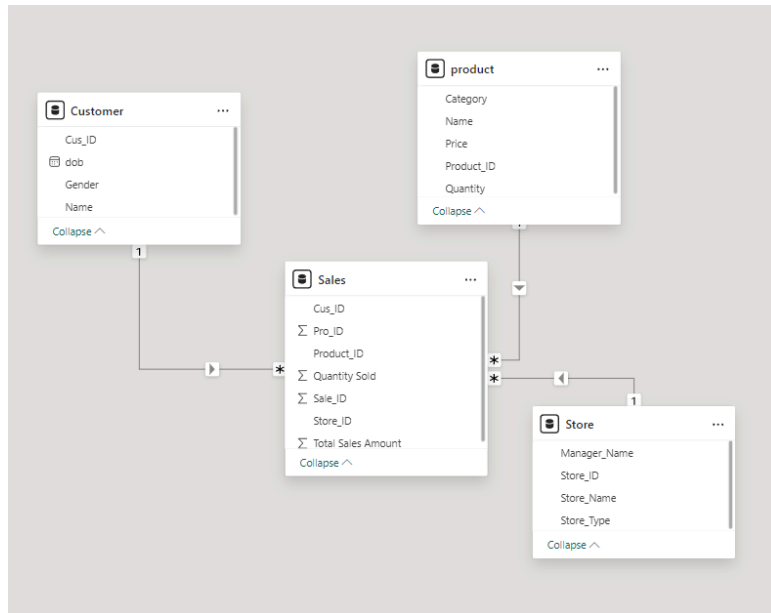 product
...
Category
Name
Price
Product_ID
Quantity
Collapse
Customer
...
Cus_ID
dob
Gender
Name
Collapse
1
Sales
...
Cus_ID
Σ Pro_ID
Product_ID
Σ Quantity Sold
Σ Sale_ID
Store_ID
Σ Total Sales Amount
Collapse
*
*
*
1
Store
...
Manager_Name
Store_ID
Store_Name
Store_Type
Collapse